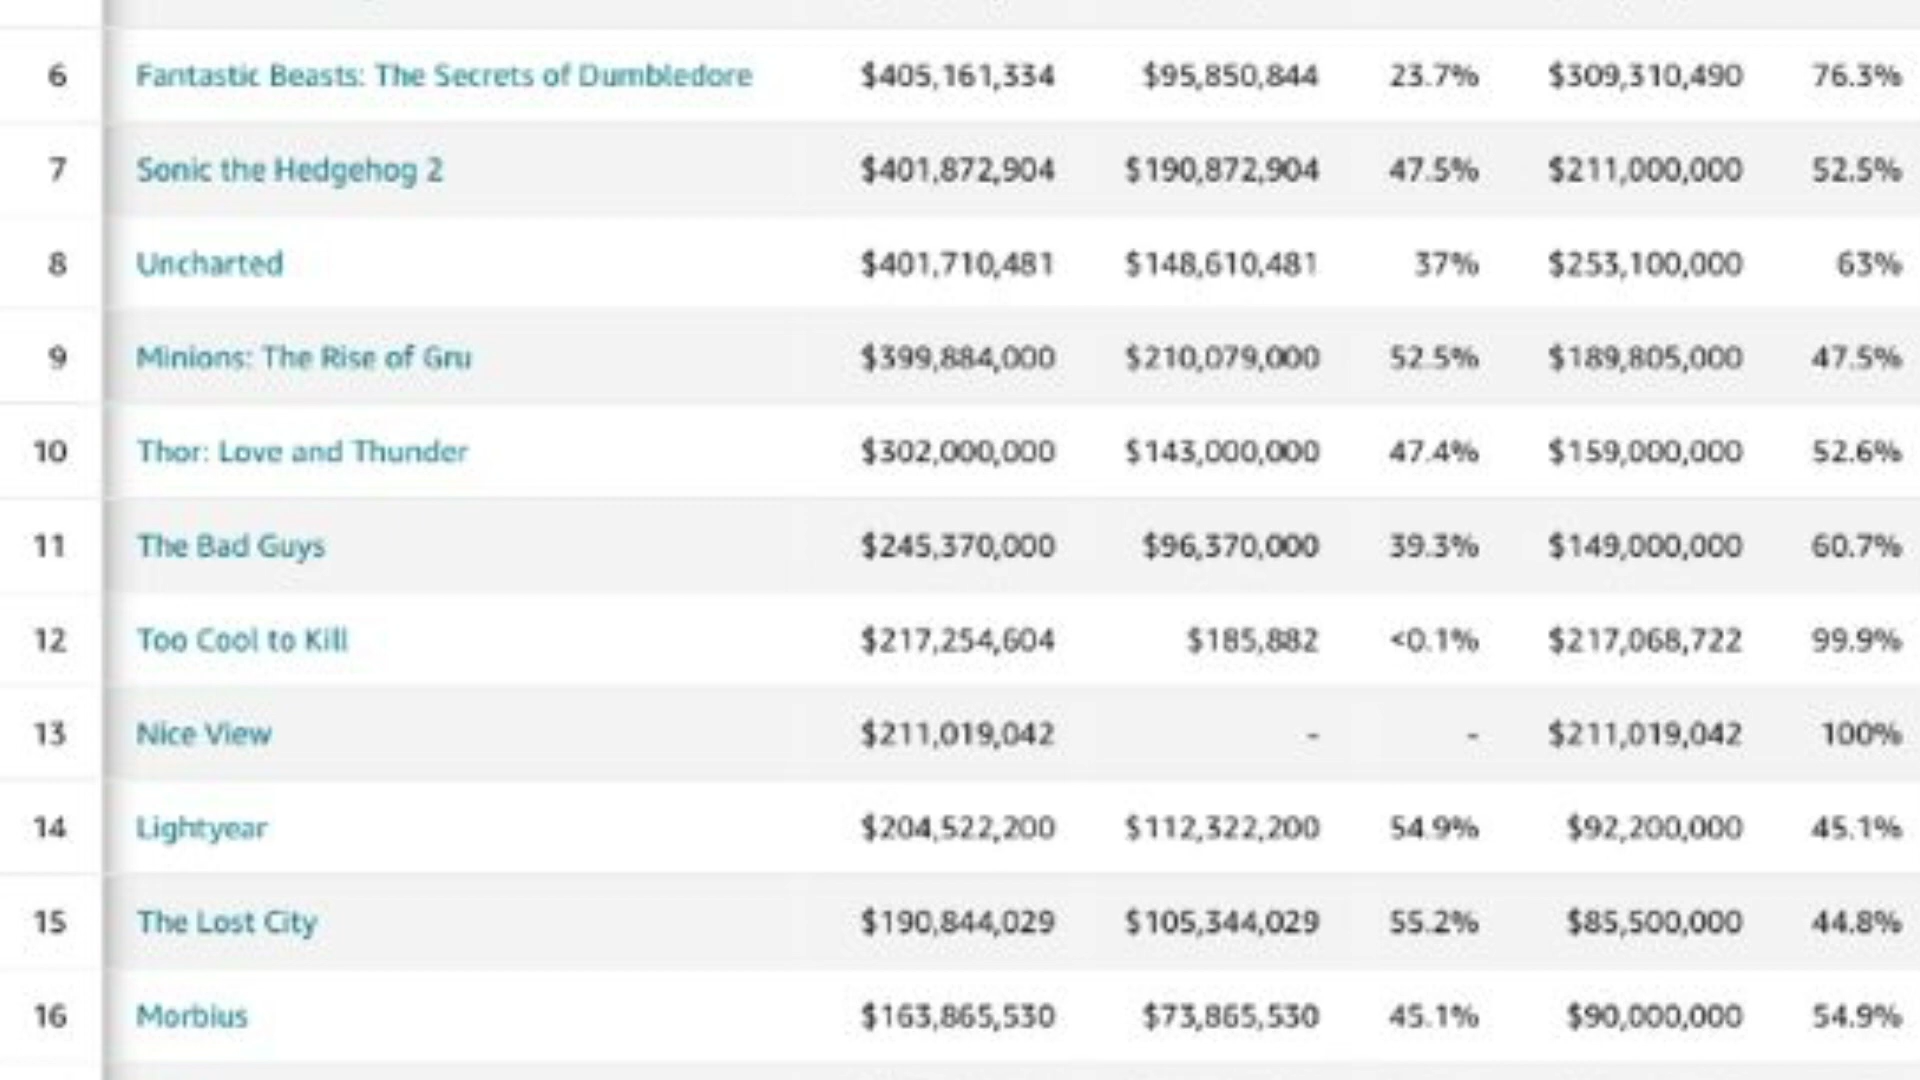 6 Fantastic Beasts: The Secrets of Dumbledore $405,161,334 $95,850,844 23.7% $309,310,490 76.3%
7 Sonic the Hedgehog 2 $401,872,904 $190,872,904 47.5% $211,000,000 52.5%
8 Uncharted $401,710,481 $148,610,481 37% $253,100,000 63%
9 Minions: The Rise of Gru $399,884,000 $210,079,000 52.5% $189,805,000 47.5%
10 Thor: Love and Thunder $302,000,000 $143,000,000 47.4% $159,000,000 52.6%
11 The Bad Guys $245,370,000 $96,370,000 39.3% $149,000,000 60.7%
12 Too Cool to Kill $217,254,604 $185,882 <0.1% $217,068,722 99.9%
13 Nice View $211,019,042 - - $211,019,042 100%
14 Lightyear $204,522,200 $112,322,200 54.9% $92,200,000 45.1%
15 The Lost City $190,844,029 $105,344,029 55.2% $85,500,000 44.8%
16 Morbius $163,865,530 $73,865,530 45.1% $90,000,000 54.9%